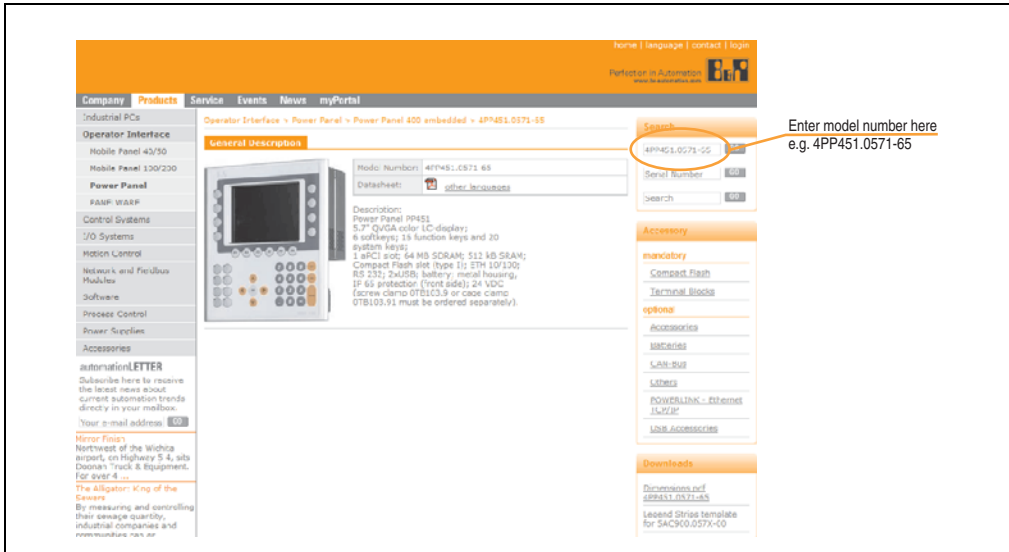 home | language | contact | login
Perfection in Automation
www.br-automation.com
Company Products Service Events News myPortal
Industrial PCs
Operator Interface
Mobile Panel 40/50
Mobile Panel 100/200
Power Panel
PANELWARE
Control Systems
I/O Systems
Motion Control
Network and Fieldbus
Modules
Software
Process Control
Power Supplies
Accessories
automationLETTER
Subscribe here to receive
the latest news about
current automation trends
directly in your mailbox.
Your e-mail address GO
Mirror Finish
Northwest of the Wichita
airport, on Highway 5 4, sits
Doonan Truck & Equipment.
For over 4 ...
The Alligator: King of the
Sewers
By measuring and controlling
their sewage quantity,
industrial companies and
communities can or
Operator Interface > Power Panel > Power Panel 400 embedded > 4PP451.0571-65
General Description
Model Number: 4PP451.0571-65
Datasheet: other languages
Description:
Power Panel PP451
5.7" QVGA color LC-display;
6 softkeys; 16 function keys and 20
system keys;
1 aPCI slot; 64 MB SDRAM; 512 kB SRAM;
Compact Flash slot (type I); ETH 10/100;
RS 232; 2xUSB; battery; metal housing,
IP 65 protection (front side); 24 VDC
(screw clamp 0TB103.9 or cage clamp
0TB103.91 must be ordered separately).
Search
4PP451.0571-65 GO
Serial Number GO
Search GO
Accessory
mandatory
Compact Flash
Terminal Blocks
optional
Accessories
Batteries
CAN-Bus
Others
POWERLINK - Ethernet
TCP/IP
USB Accessories
Downloads
Dimensions pdf
4PP451.0571-65
Legend Strips template
for 5AC900.057X-00
Enter model number here
e.g. 4PP451.0571-65